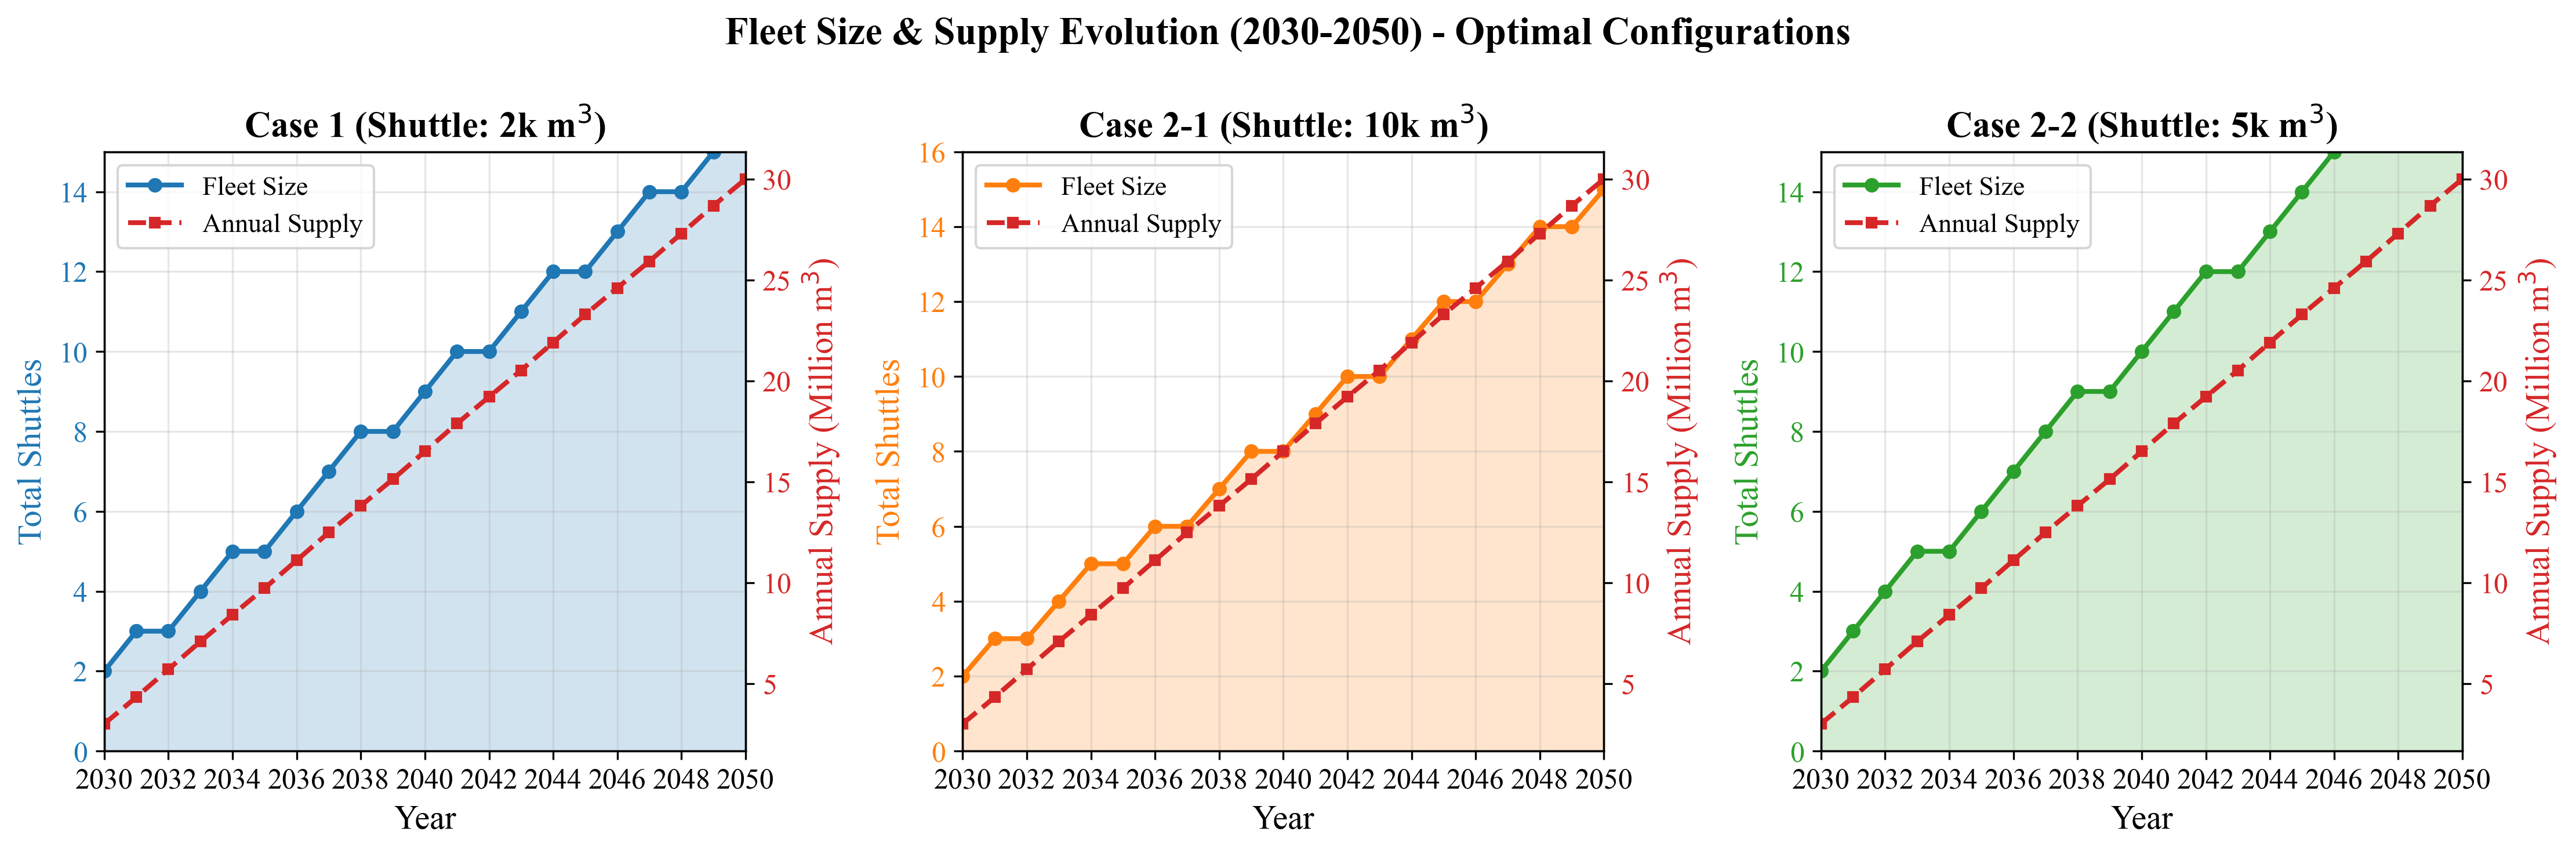 Fleet Size & Supply Evolution (2030-2050) - Optimal Configurations
Case 1 (Shuttle: 2k m³)
Fleet Size
Annual Supply
Total Shuttles
14
12
10
8
6
4
2
0
30
25
20
15
10
5
Annual Supply (Million m³)
2030 2032 2034 2036 2038 2040 2042 2044 2046 2048 2050
Year
Case 2-1 (Shuttle: 10k m³)
Fleet Size
Annual Supply
Total Shuttles
16
14
12
10
8
6
4
2
0
30
25
20
15
10
5
Annual Supply (Million m³)
2030 2032 2034 2036 2038 2040 2042 2044 2046 2048 2050
Year
Case 2-2 (Shuttle: 5k m³)
Fleet Size
Annual Supply
Total Shuttles
14
12
10
8
6
4
2
0
30
25
20
15
10
5
Annual Supply (Million m³)
2030 2032 2034 2036 2038 2040 2042 2044 2046 2048 2050
Year